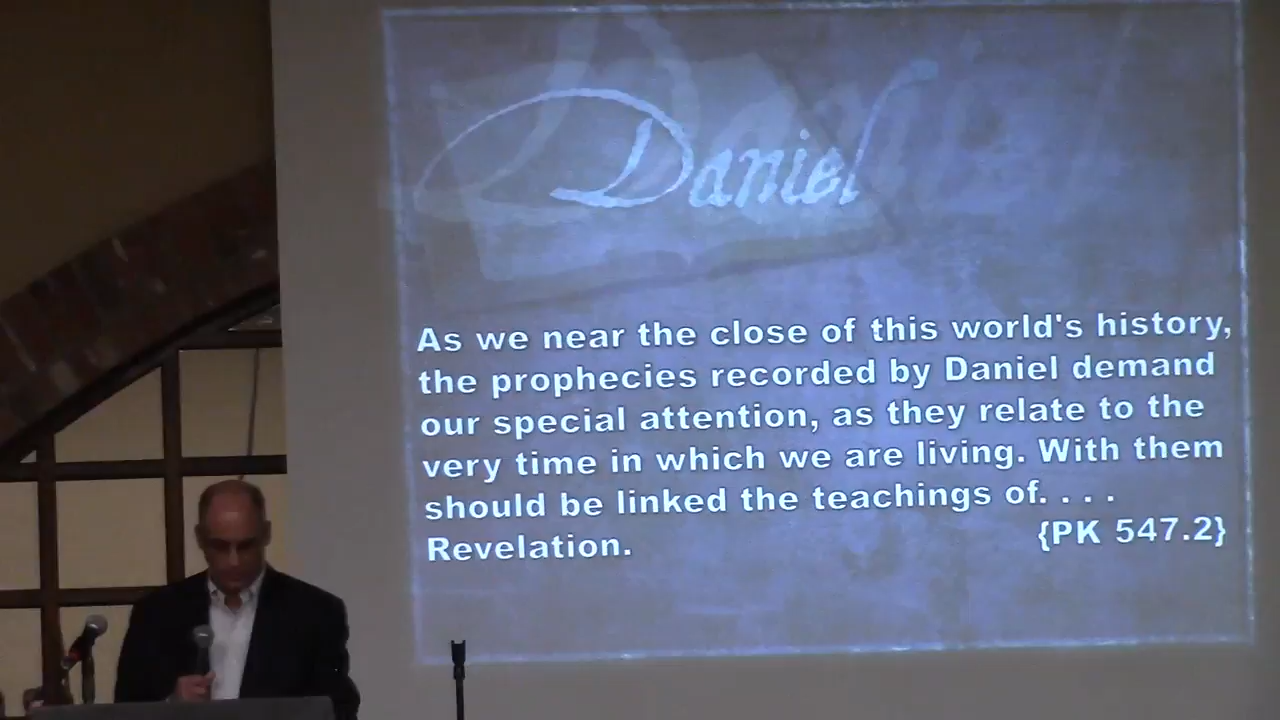 Daniel
As we near the close of this world's history,
the prophecies recorded by Daniel demand
our special attention, as they relate to the
very time in which we are living. With them
should be linked the teachings of. . . .
Revelation. {PK 547.2}